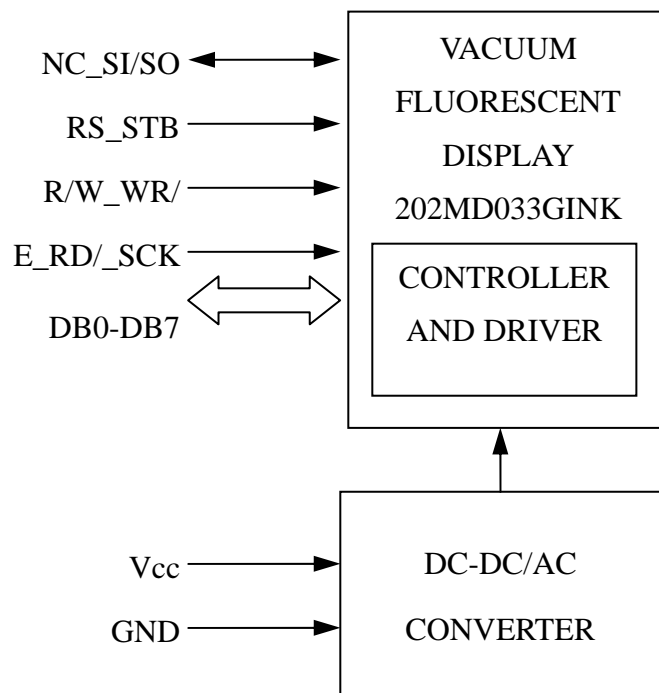 NC_SI/SO
RS_STB
R/W_WR/
E_RD/_SCK
DB0-DB7
VACUUM
FLUORESCENT
DISPLAY
202MD033GINK
CONTROLLER
AND DRIVER
Vcc
GND
DC-DC/AC
CONVERTER